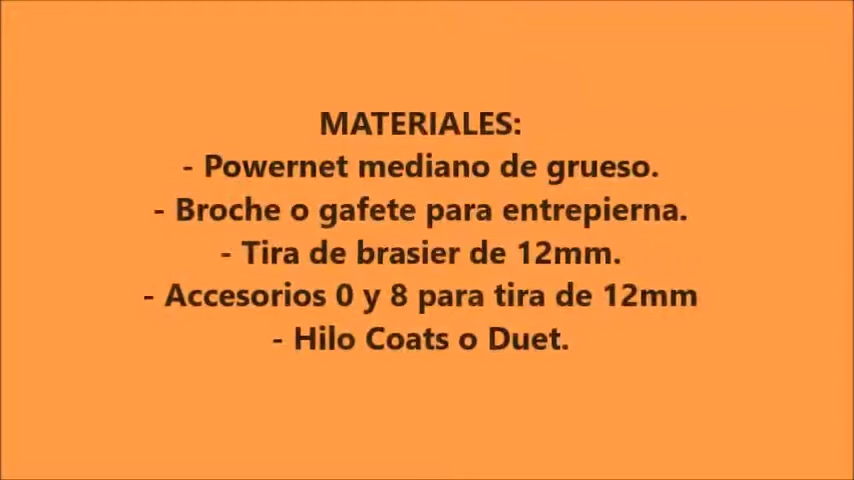 MATERIALES:
- Powernet mediano de grueso.
- Broche o gafete para entrepierna.
- Tira de brasier de 12mm.
- Accesorios 0 y 8 para tira de 12mm
- Hilo Coats o Duet.